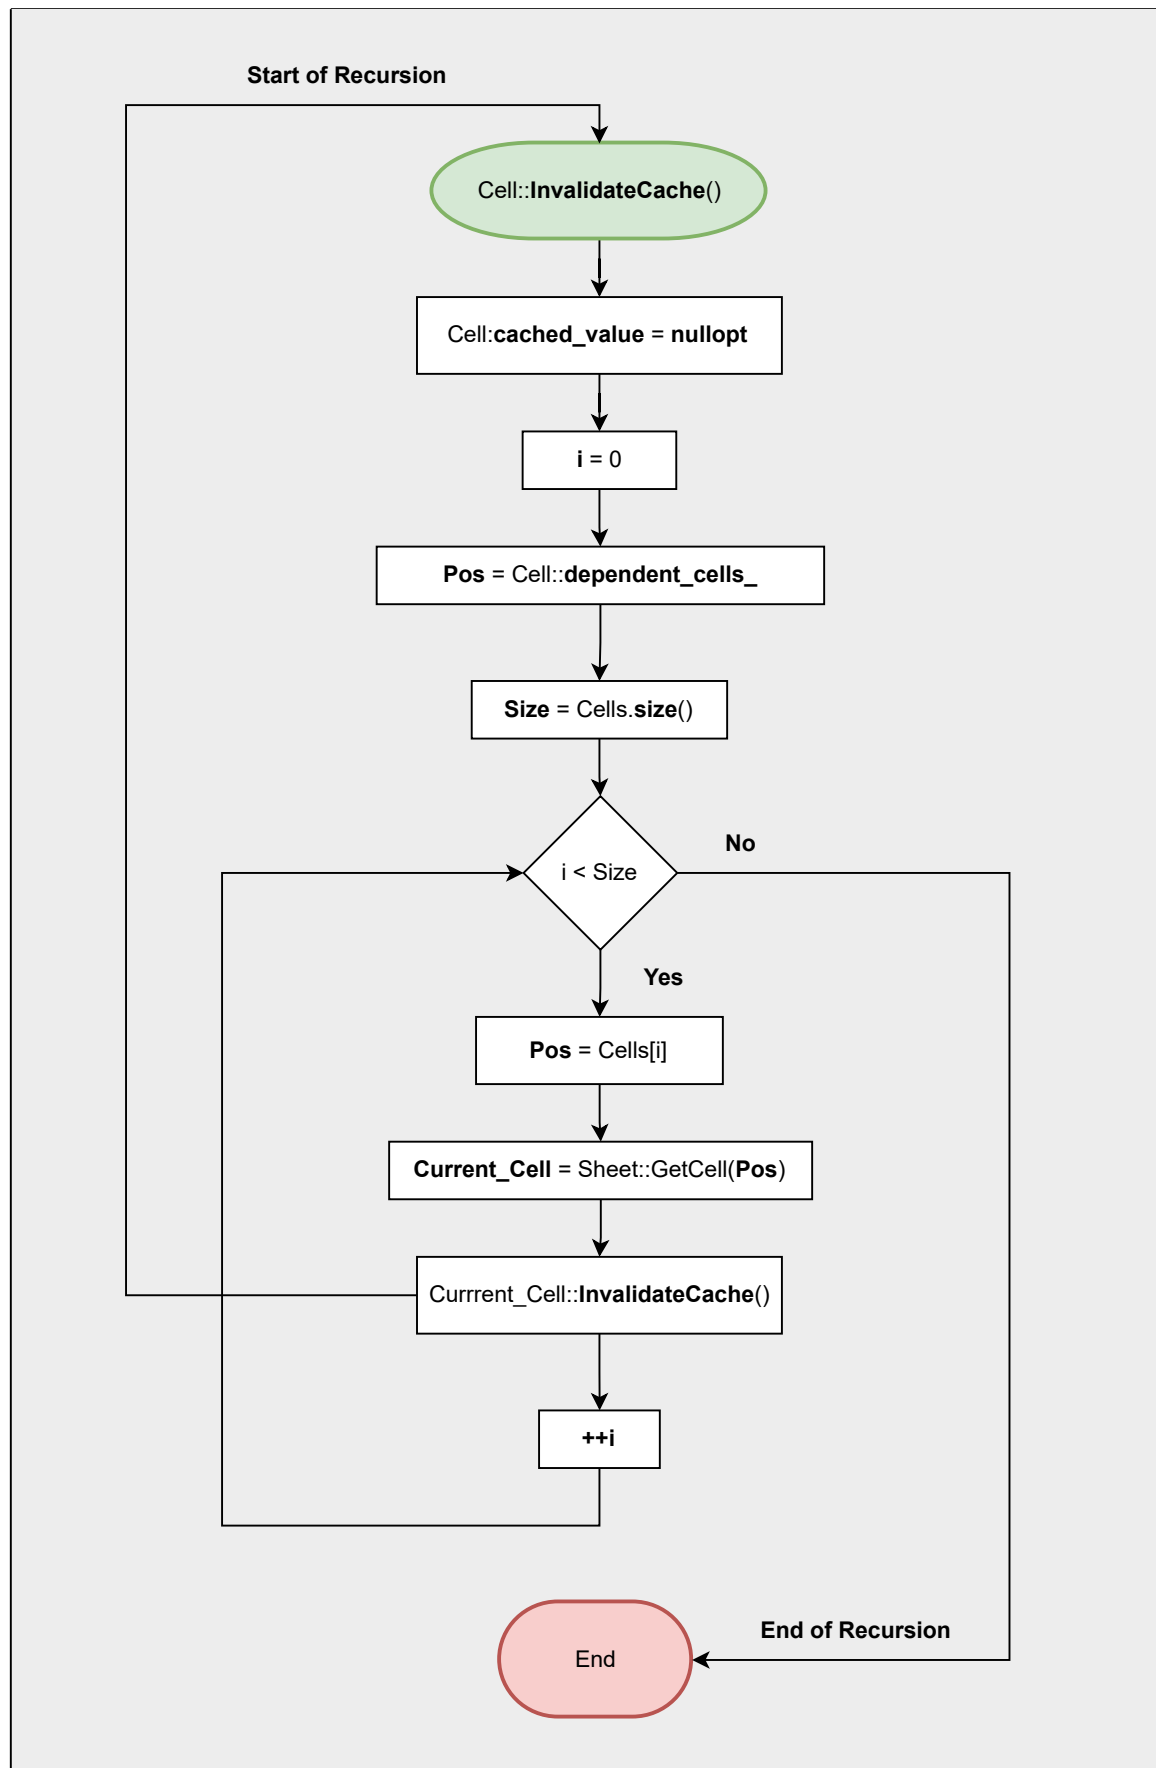 Start of Recursion
Cell::InvalidateCache()
Cell:cached_value = nullopt
i = 0
Pos = Cell::dependent_cells_
Size = Cells.size()
i < Size
No
Yes
Pos = Cells[i]
Current_Cell = Sheet::GetCell(Pos)
Currrent_Cell::InvalidateCache()
++i
End of Recursion
End